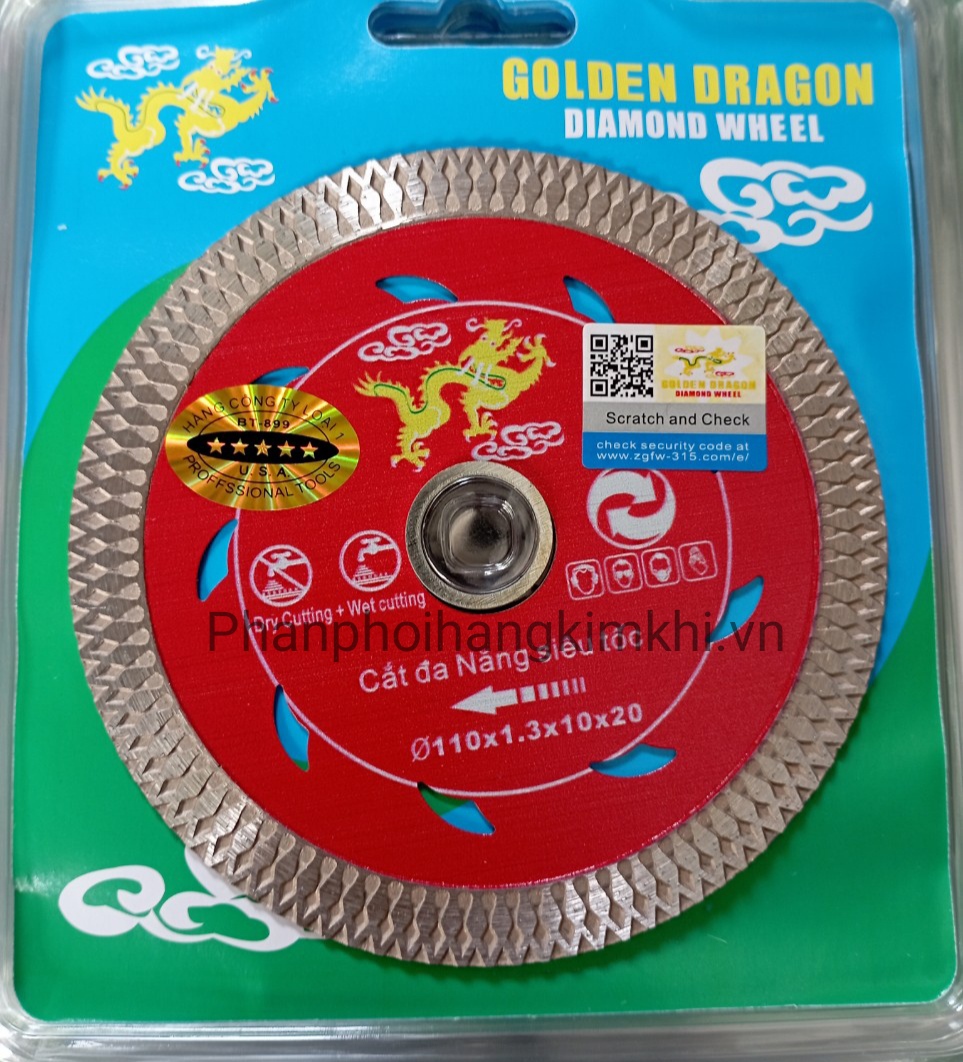 GOLDEN DRAGON
DIAMOND WHEEL
GOLDEN DRAGON
DIAMOND WHEEL
Scratch and Check
check security code at
www.zgfw-315.com/e/
HÀNG CÔNG TY LOẠI 1
BT-899
U.S.A
PROFFSSIONAL TOOLS
Dry Cutting + Wet cutting
Phanphoihangkimkhi.vn
Cắt đa Năng siêu tốc
Ø110x1.3x10x20